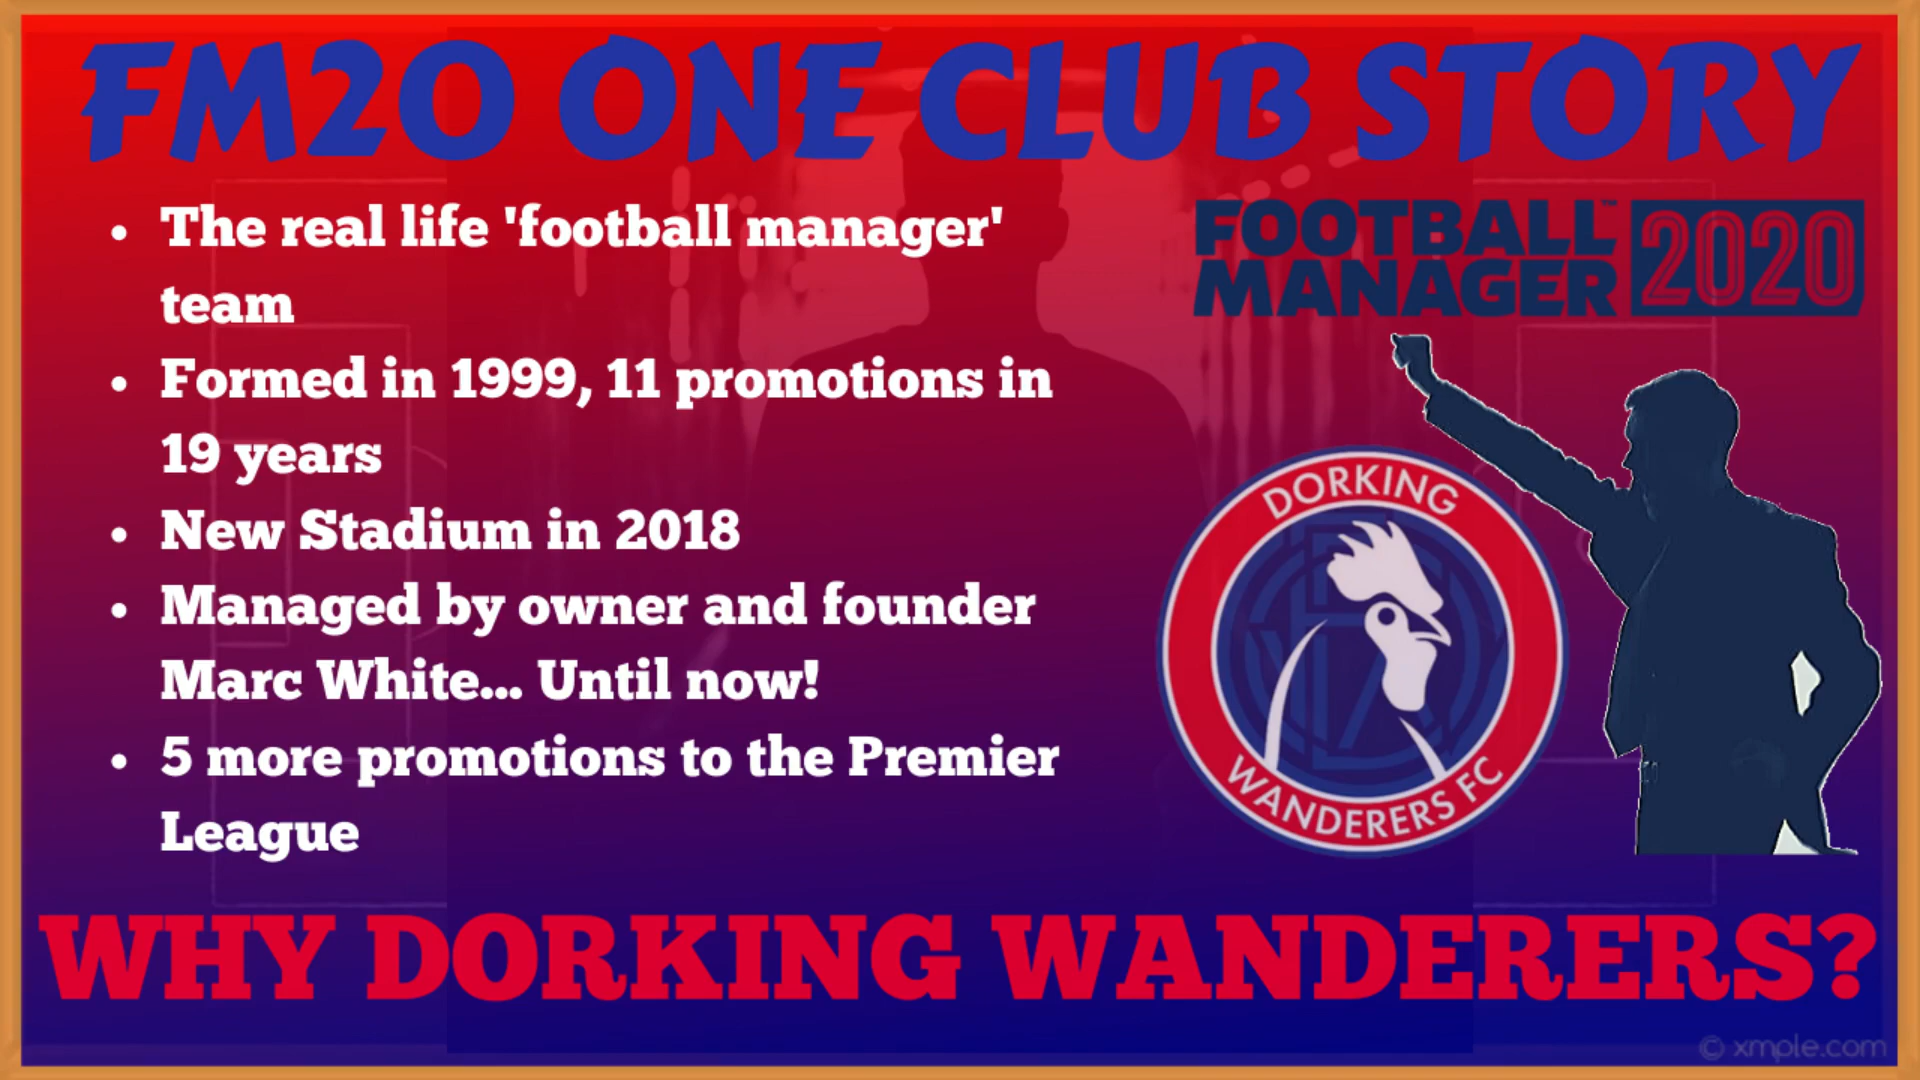 FM20 ONE CLUB STORY
• The real life 'football manager'
team
• Formed in 1999, 11 promotions in
19 years
• New Stadium in 2018
• Managed by owner and founder
Marc White... Until now!
• 5 more promotions to the Premier
League
FOOTBALL™
MANAGER 2020
DORKING
WANDERERS FC
WHY DORKING WANDERERS?
© xmple.com